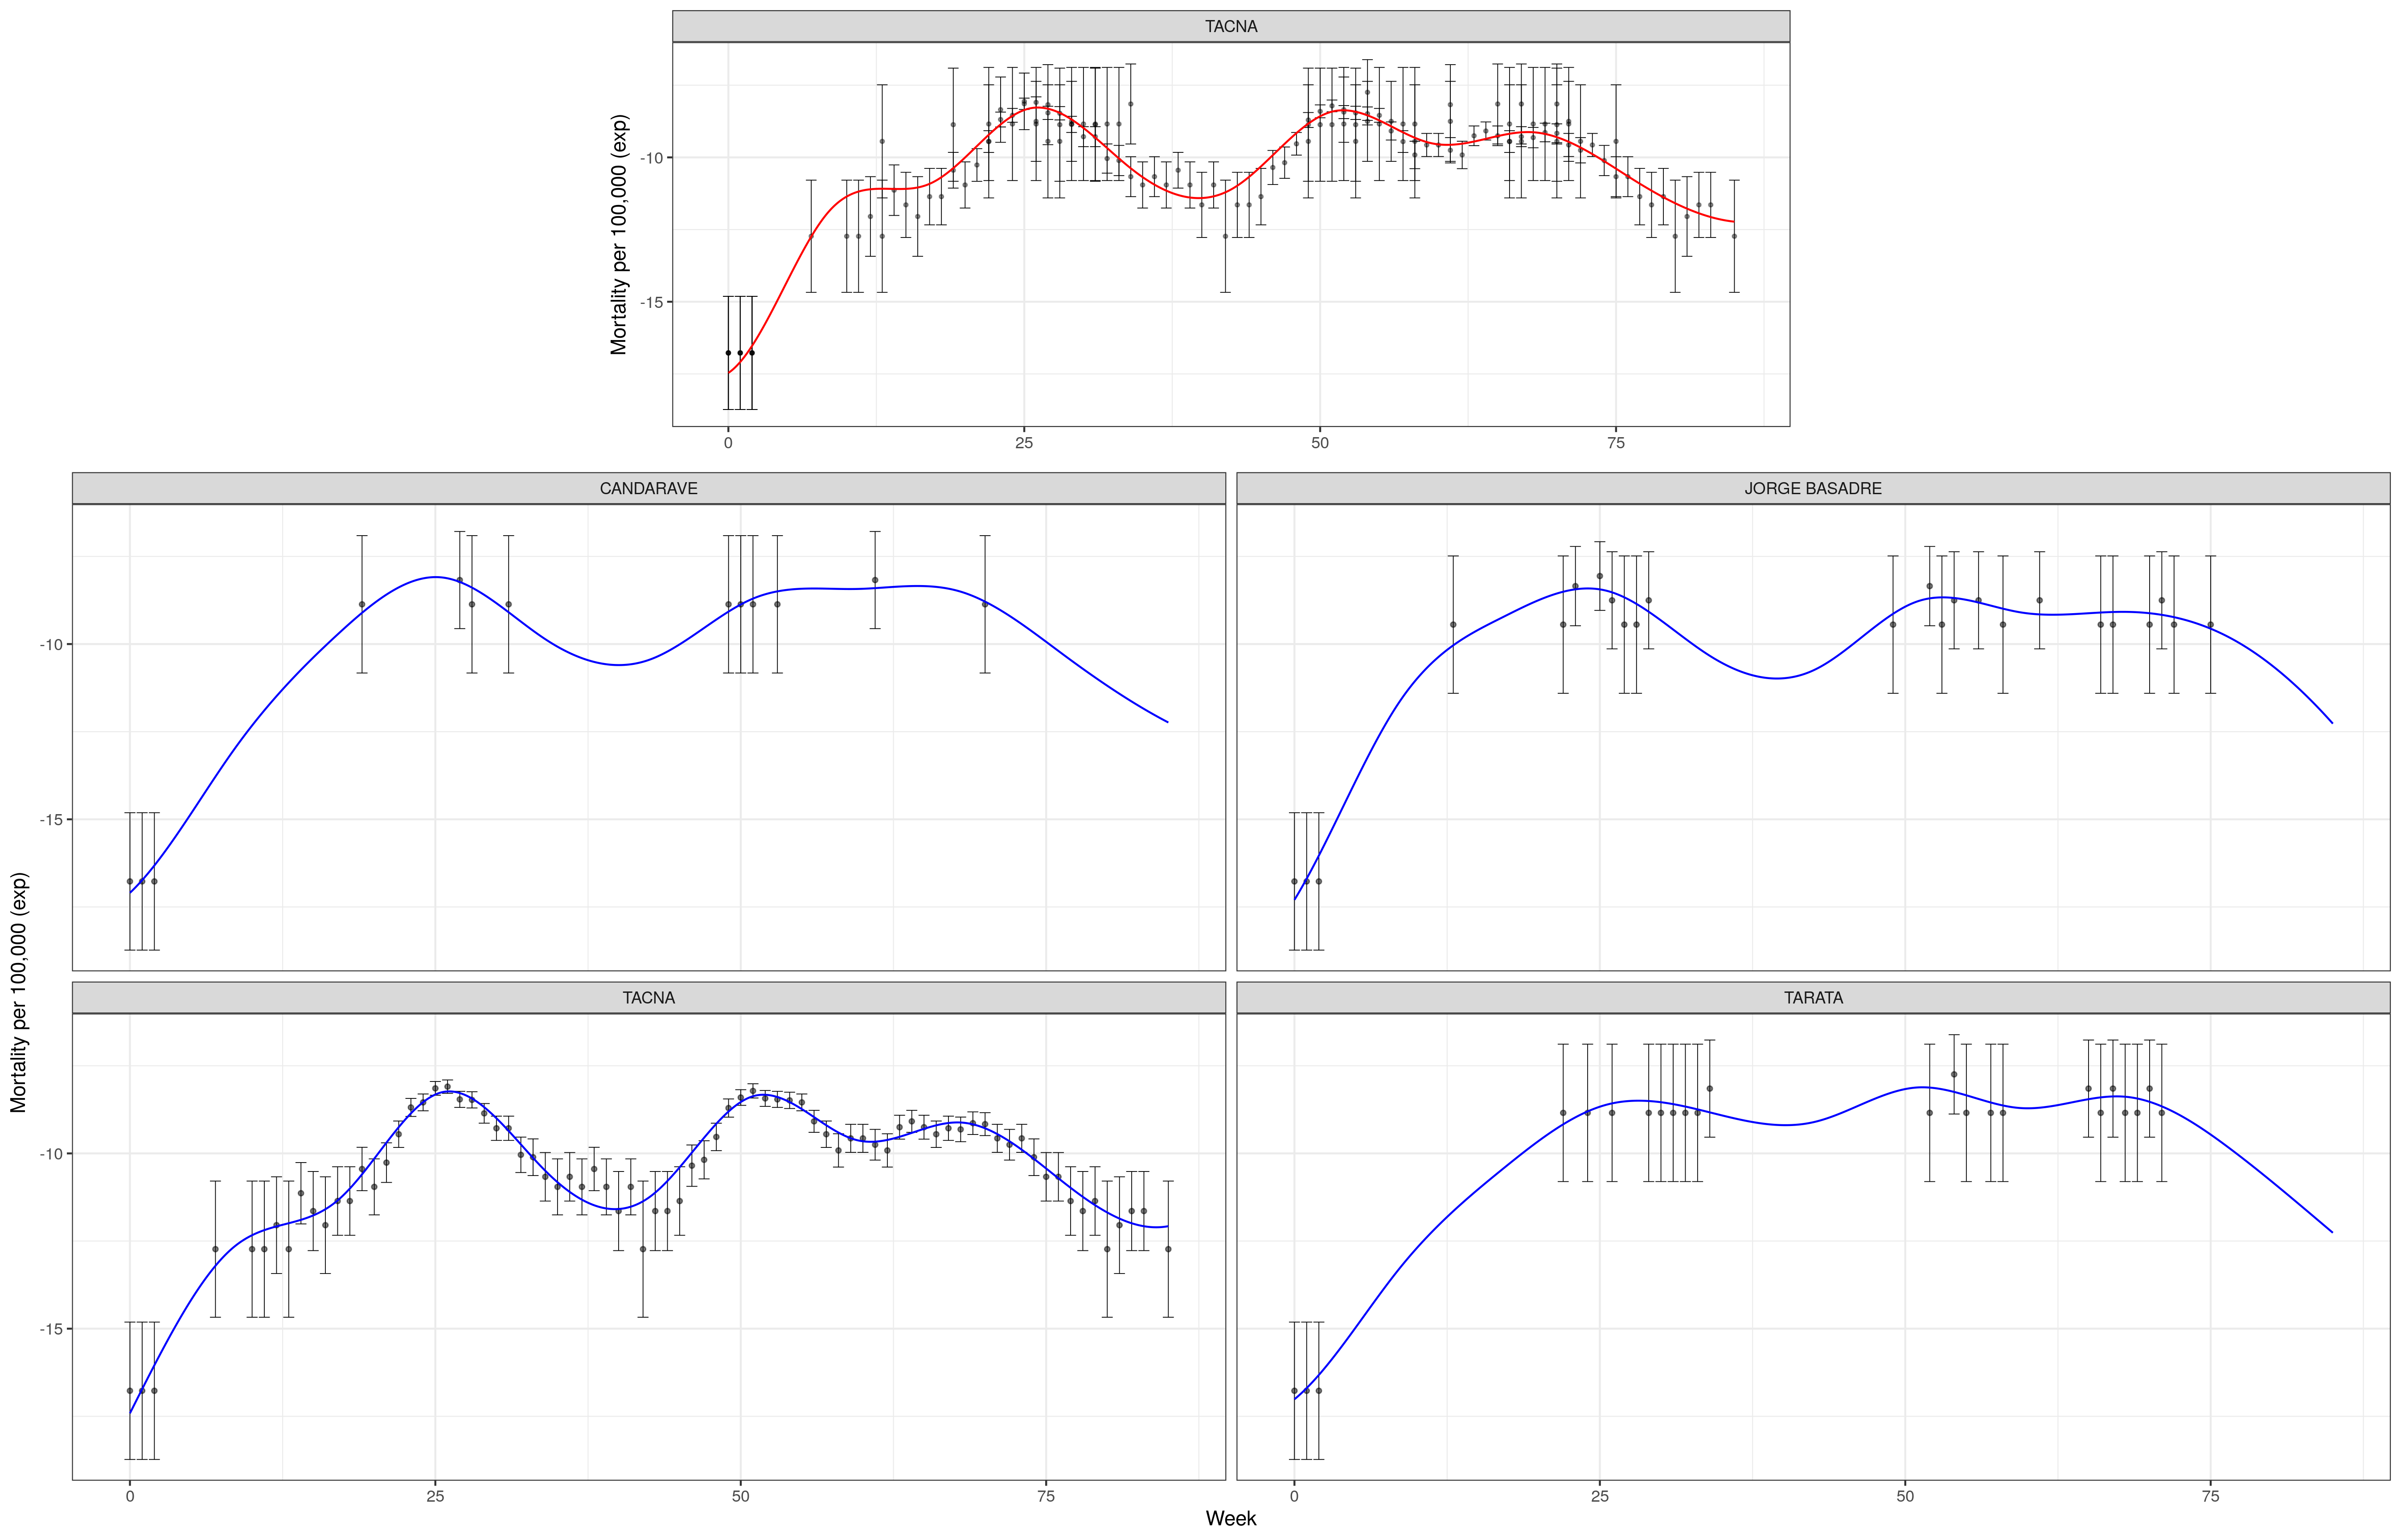 TACNA
Mortality per 100,000 (exp)
-10
-15
0 25 50 75
CANDARAVE JORGE BASADRE
-10
-15
Mortality per 100,000 (exp)
TACNA TARATA
-10
-15
0 25 50 75 0 25 50 75
Week